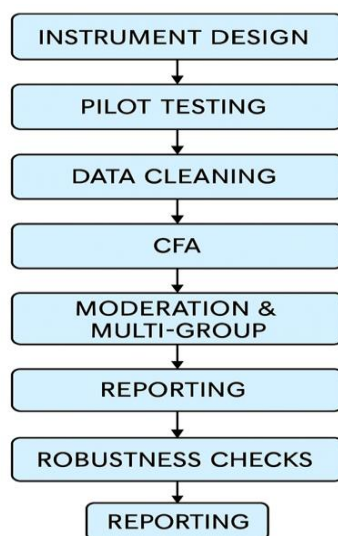 INSTRUMENT DESIGN
PILOT TESTING
DATA CLEANING
CFA
MODERATION &
MULTI-GROUP
REPORTING
ROBUSTNESS CHECKS
REPORTING